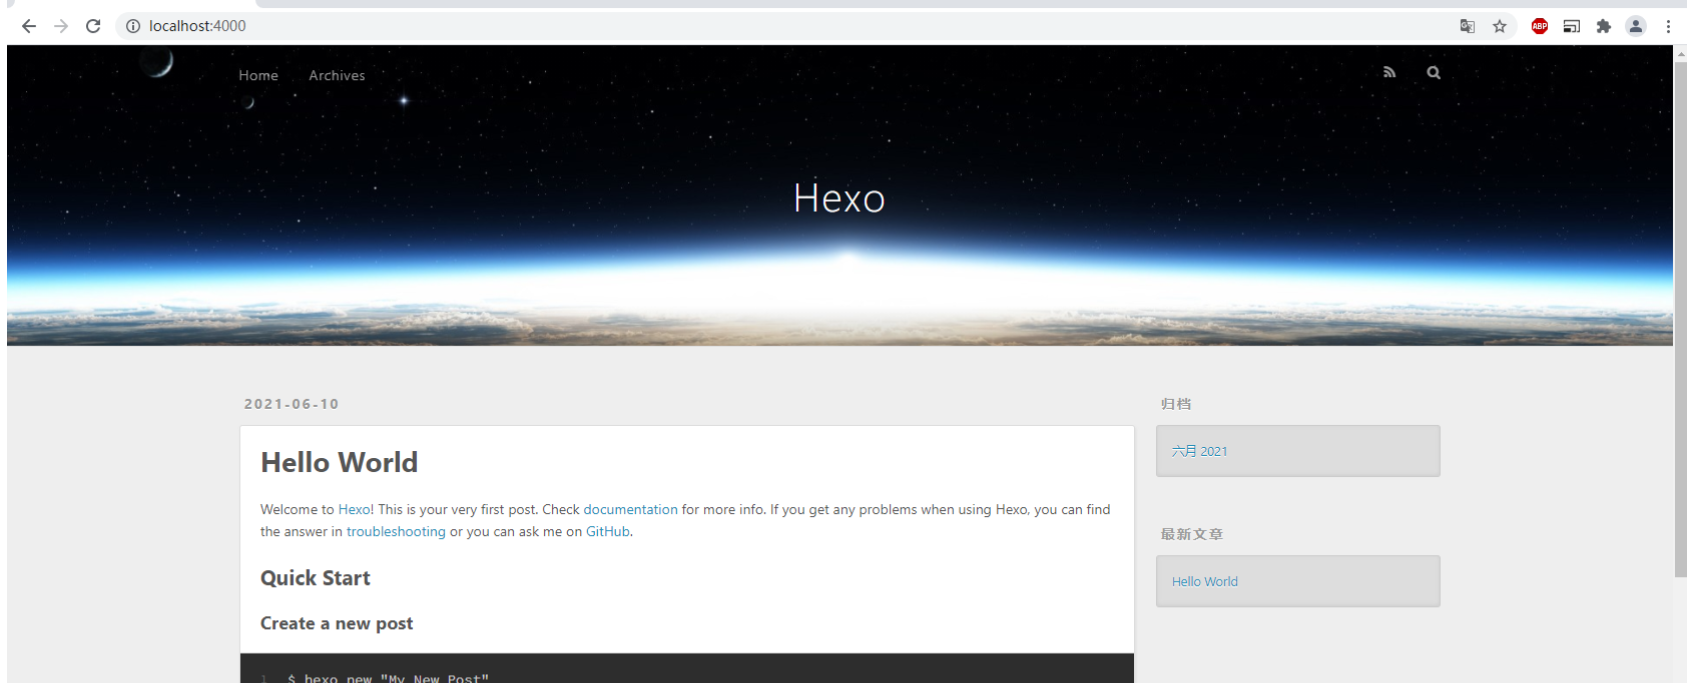 localhost:4000
ABP
Home Archives
Hexo
2021-06-10
Hello World
Welcome to Hexo! This is your very first post. Check documentation for more info. If you get any problems when using Hexo, you can find
the answer in troubleshooting or you can ask me on GitHub.
Quick Start
Create a new post
1 $ hexo new "My New Post"
归档
六月 2021
最新文章
Hello World